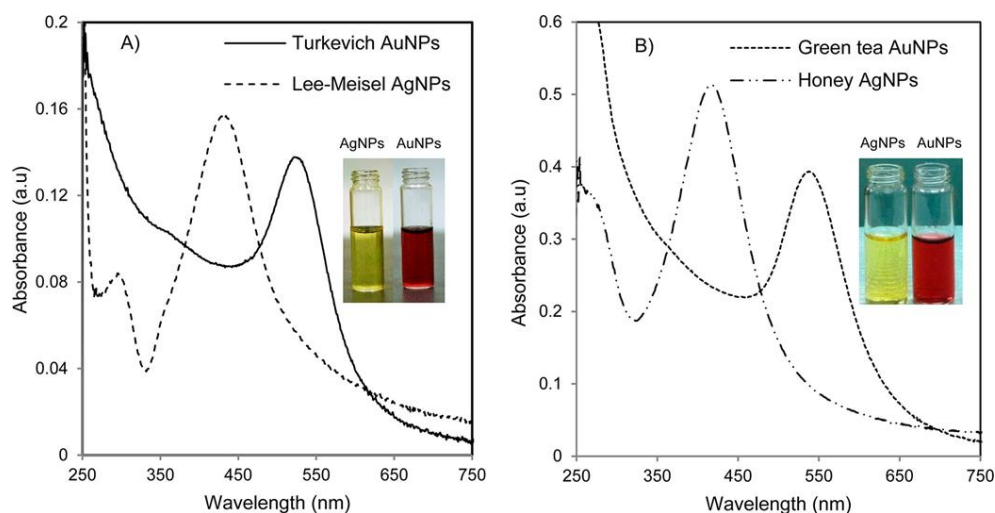 A)
Turkevich AuNPs
Lee-Meisel AgNPs
AgNPs AuNPs
0.2
0.16
0.12
0.08
0.04
0
Absorbance (a.u)
250 350 450 550 650 750
Wavelength (nm)
B)
Green tea AuNPs
Honey AgNPs
AgNPs AuNPs
0.6
0.5
0.4
0.3
0.2
0.1
0
Absorbance (a.u)
250 350 450 550 650 750
Wavelength (nm)